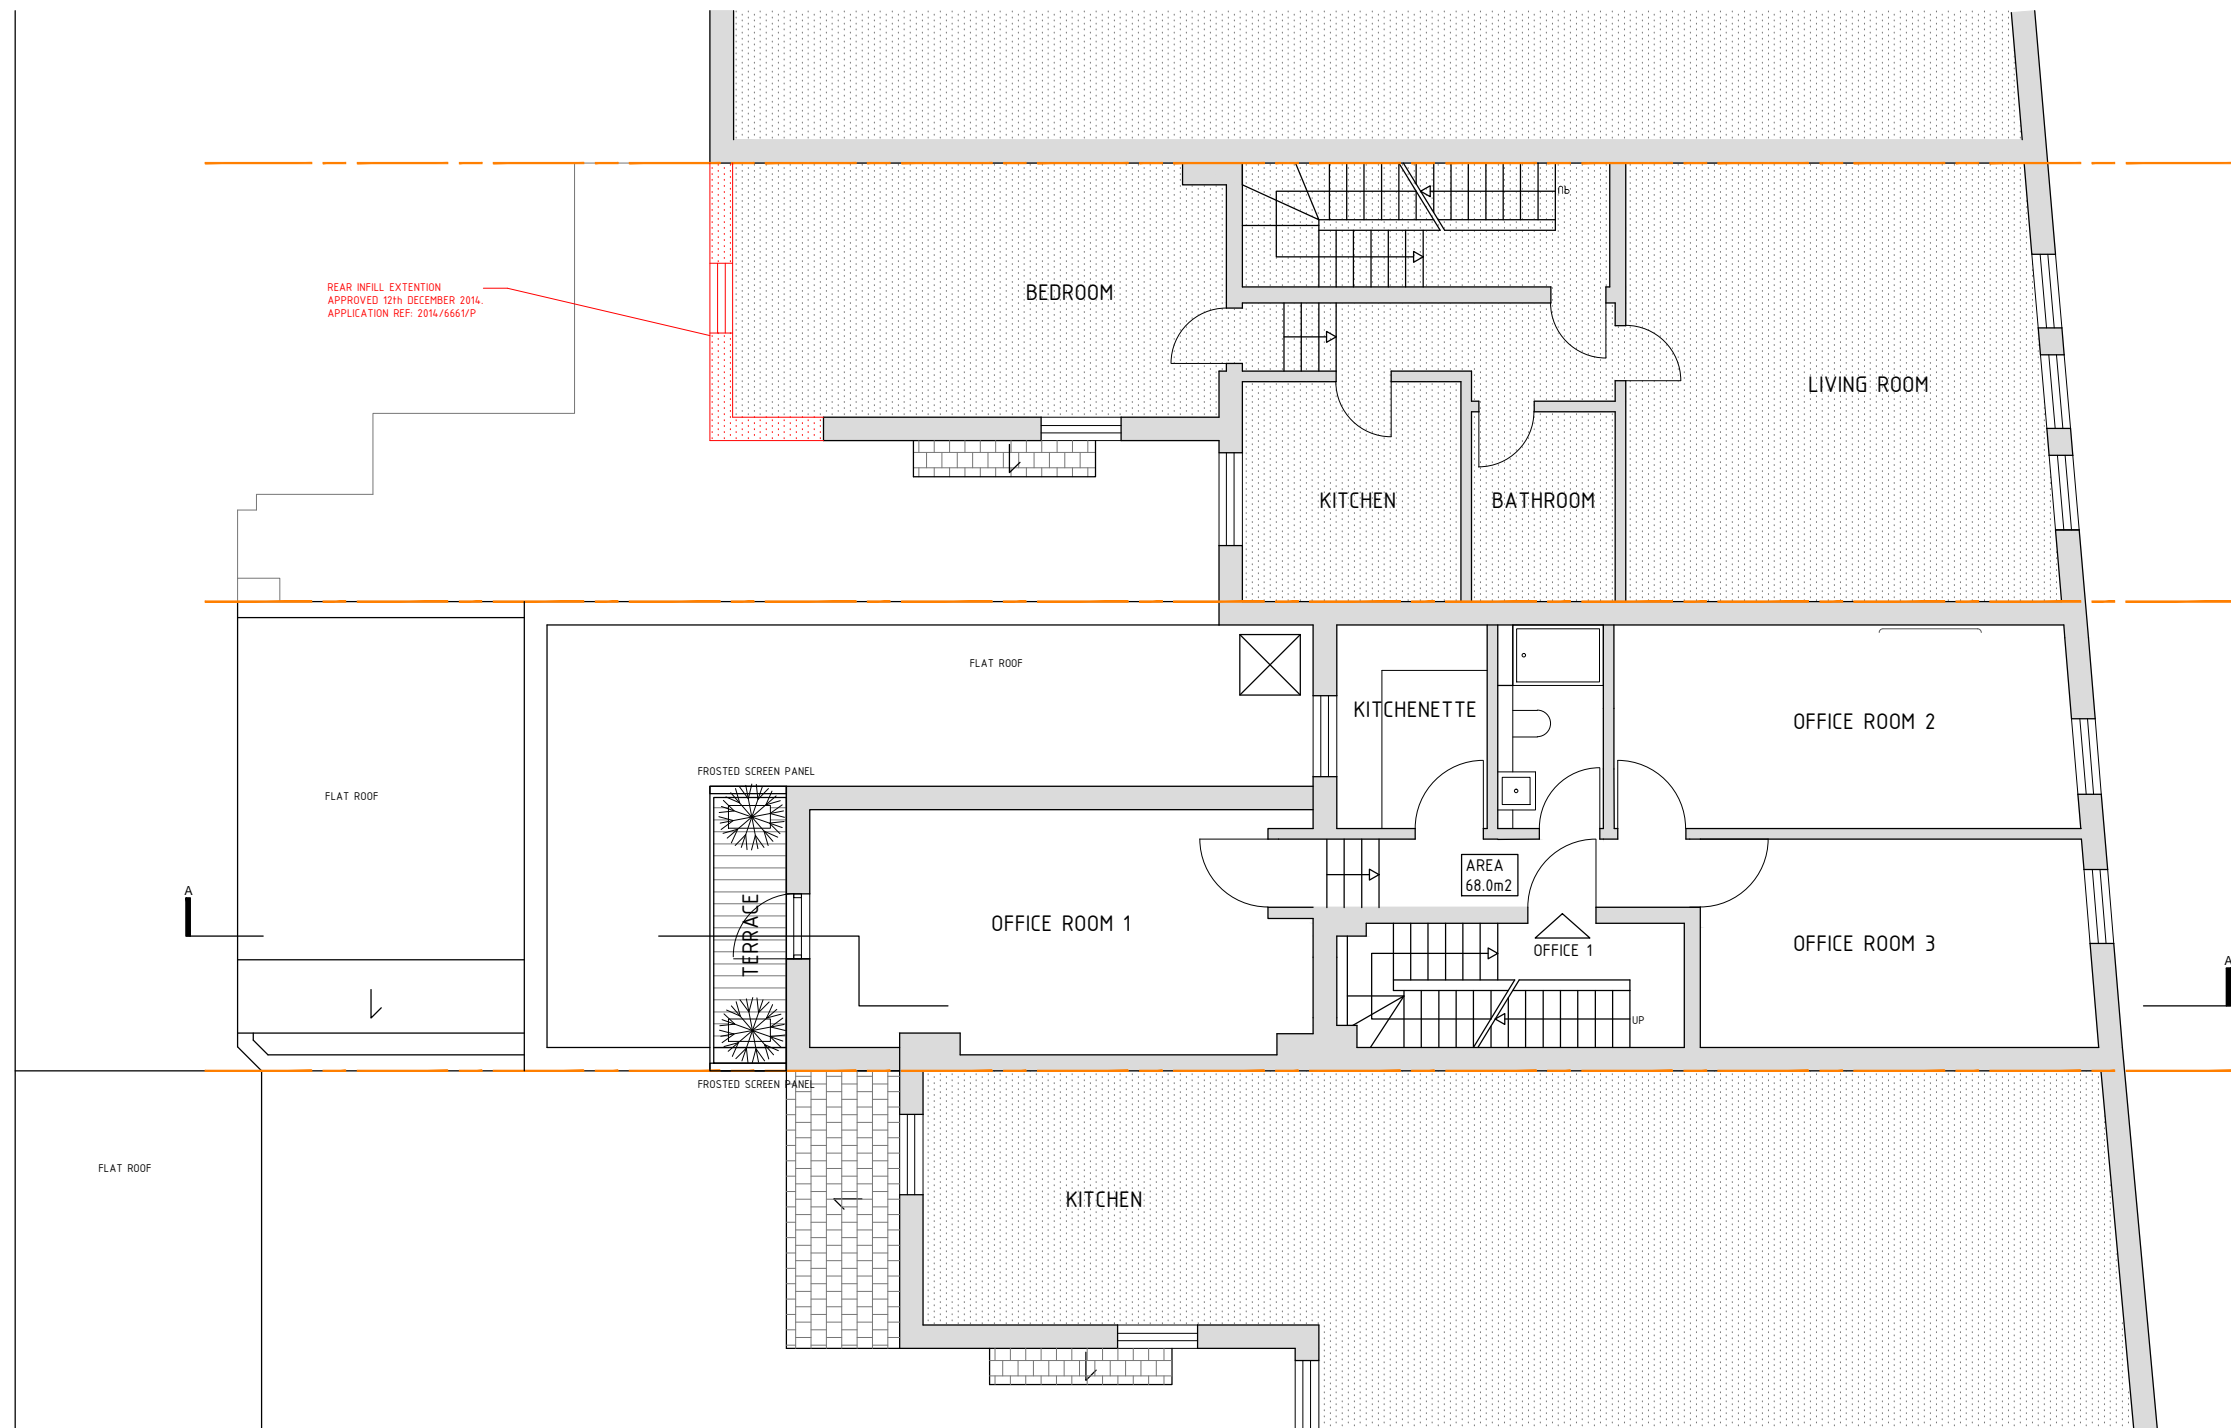 UP
REAR INFILL EXTENTION
APPROVED 12th DECEMBER 2014.
APPLICATION REF: 2014/6661/P
BEDROOM
LIVING ROOM
KITCHEN
BATHROOM
FLAT ROOF
KITCHENETTE
OFFICE ROOM 2
FROSTED SCREEN PANEL
FLAT ROOF
AREA
68.0m2
A
TERRACE
OFFICE ROOM 1
OFFICE 1
OFFICE ROOM 3
A
UP
FROSTED SCREEN PANEL
FLAT ROOF
KITCHEN